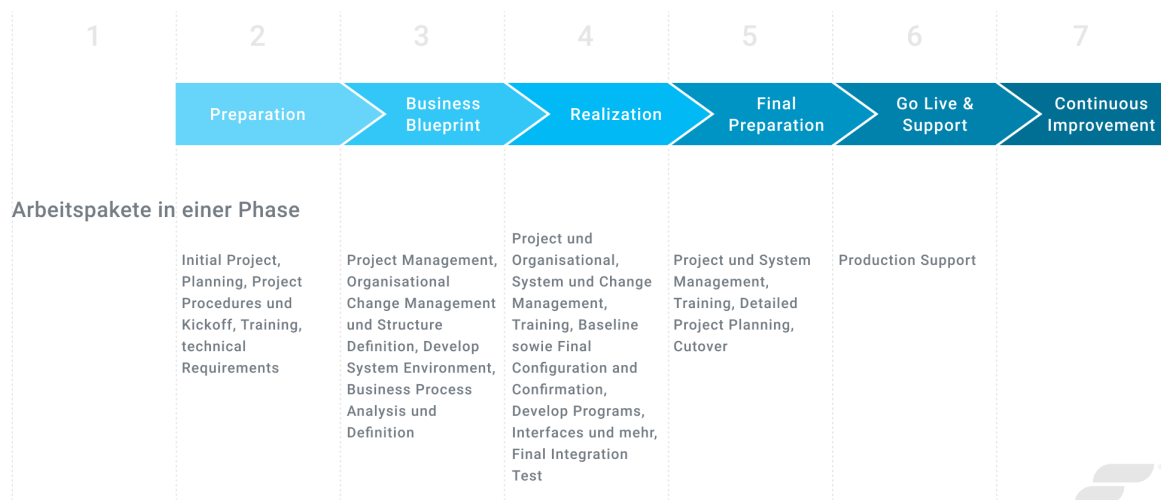 1
2
3
4
5
6
7
Preparation
Business
Blueprint
Realization
Final
Preparation
Go Live &
Support
Continuous
Improvement
Arbeitspakete in einer Phase
Initial Project,
Planning, Project
Procedures und
Kickoff, Training,
technical
Requirements
Project Management,
Organisational
Change Management
und Structure
Definition, Develop
System Environment,
Business Process
Analysis und
Definition
Project und
Organisational,
System und Change
Management,
Training, Baseline
sowie Final
Configuration and
Confirmation,
Develop Programs,
Interfaces und mehr,
Final Integration
Test
Project und System
Management,
Training, Detailed
Project Planning,
Cutover
Production Support